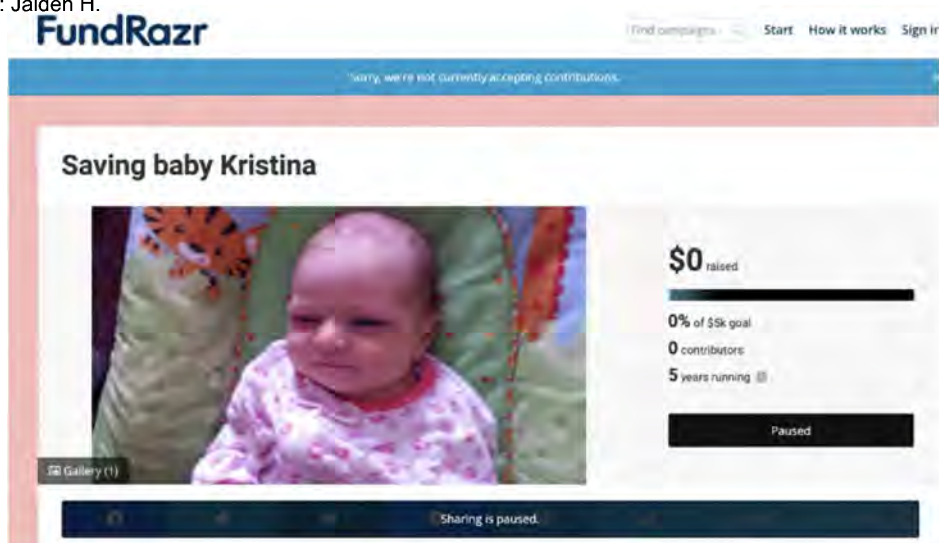 : Jaiden H.
FundRazr
Find campaigns Start How it works Sign in
Sorry, we're not currently accepting contributions.
Saving baby Kristina
$0 raised
0% of $5k goal
0 contributors
5 years running
Paused
Gallery (1)
Sharing is paused.